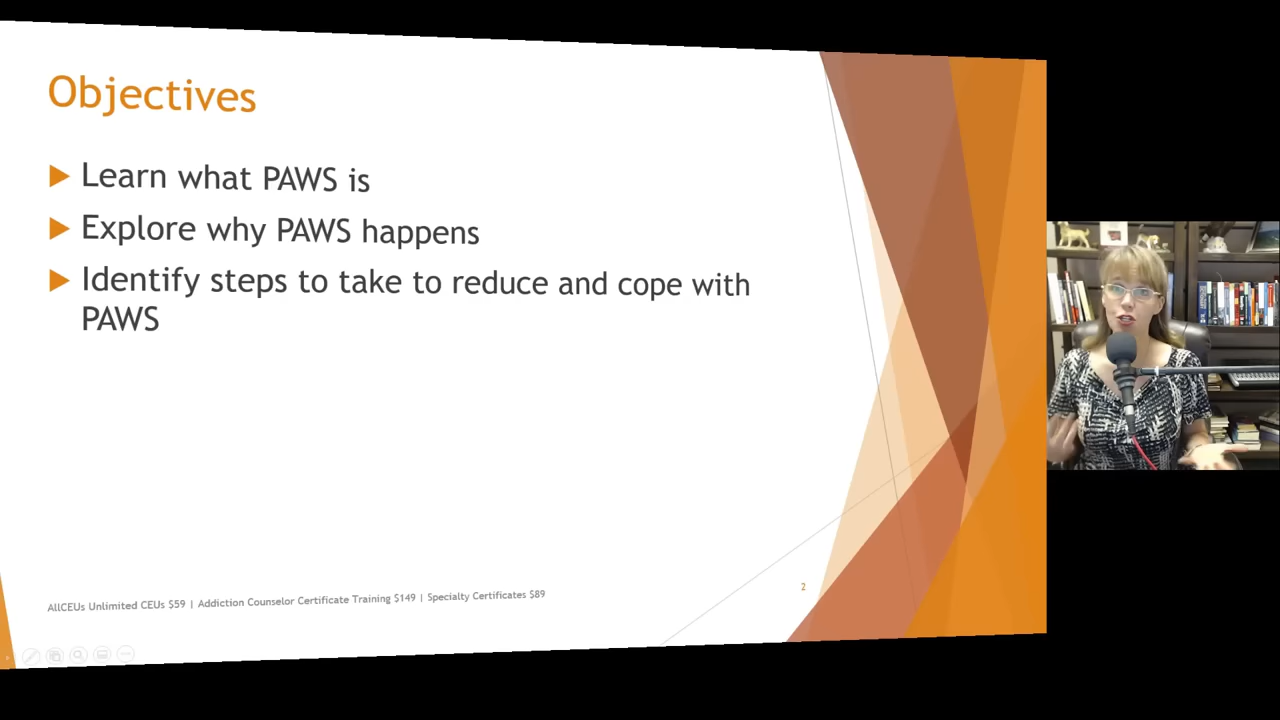 Objectives
Learn what PAWS is
Explore why PAWS happens
Identify steps to take to reduce and cope with
PAWS
AllCEUs Unlimited CEUs $59 | Addiction Counselor Certificate Training $149 | Specialty Certificates $89
2